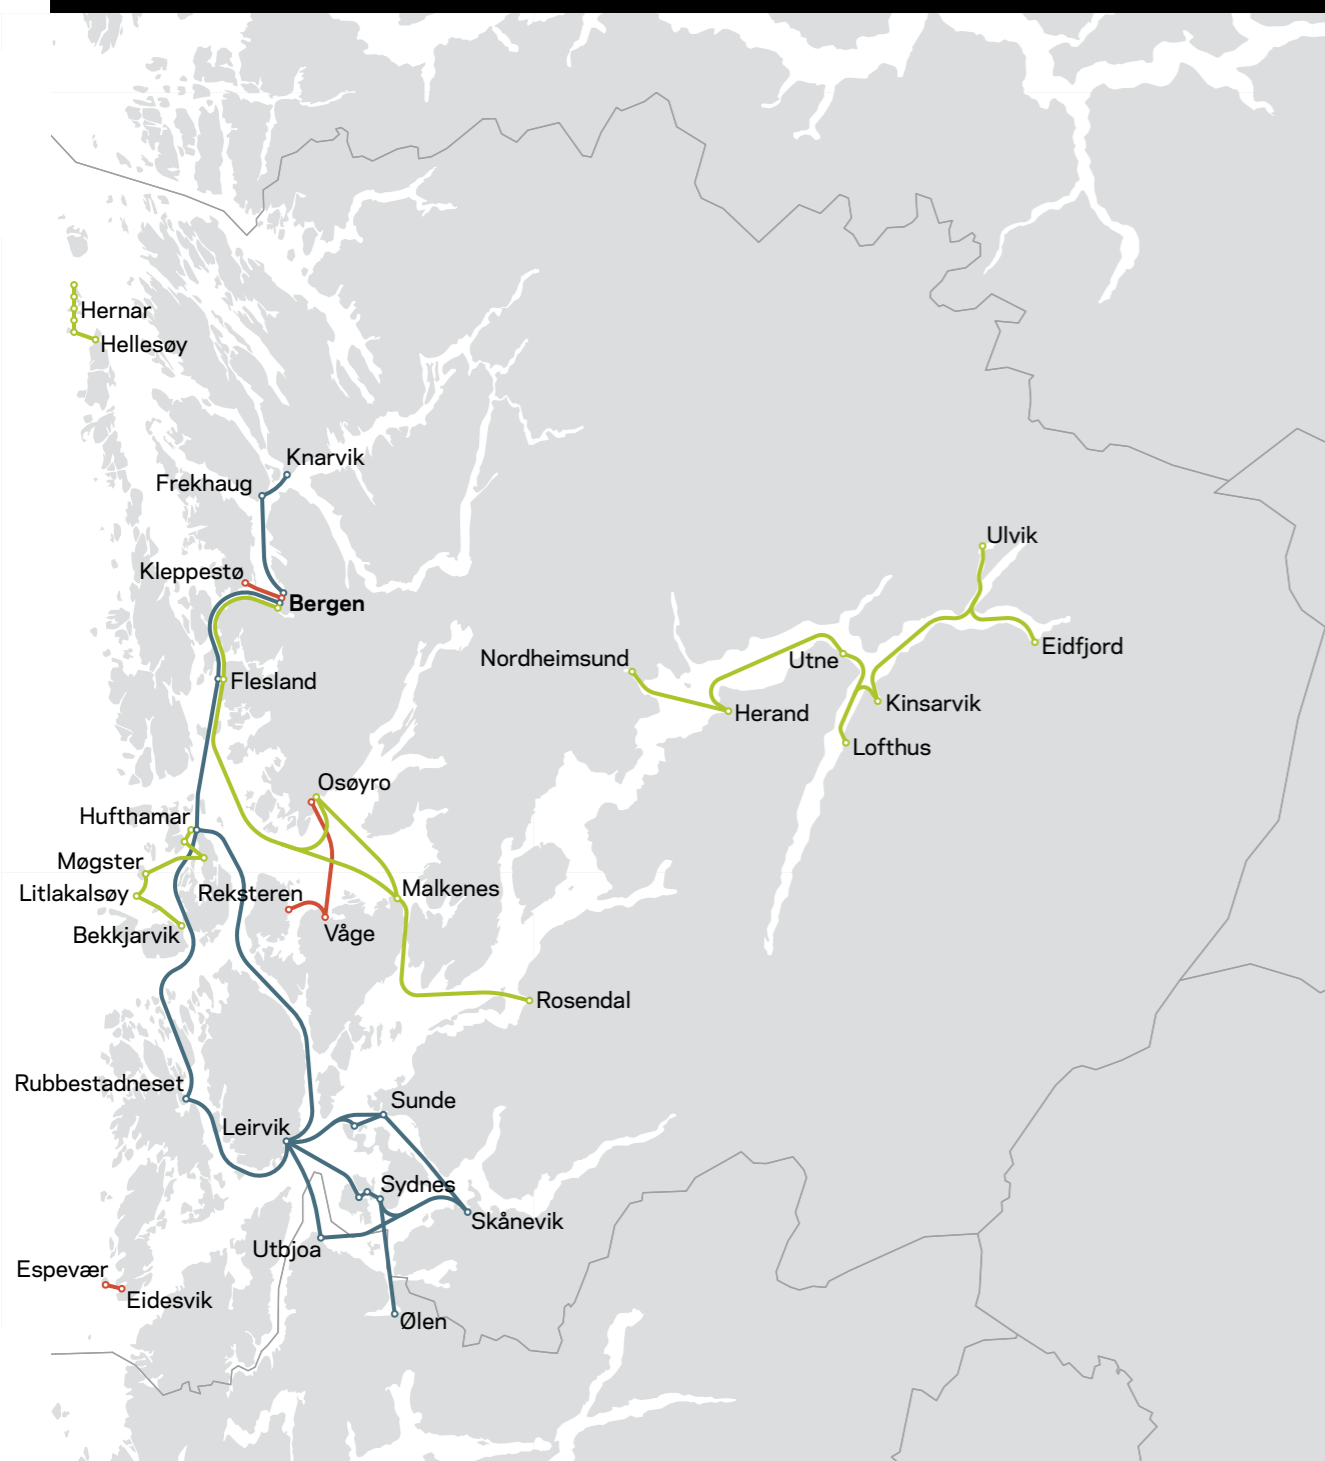 Hernar
Hellesøy
Knarvik
Frekhaug
Kleppestø
Bergen
Ulvik
Eidfjord
Nordheimsund
Utne
Flesland
Kinsarvik
Herand
Lofthus
Osøyro
Hufthamar
Møgster
Malkenes
Litlakalsøy
Reksteren
Bekkjarvik
Våge
Rosendal
Rubbestadneset
Sunde
Leirvik
Sydnes
Skånevik
Utbjoa
Espevær
Eidesvik
Ølen